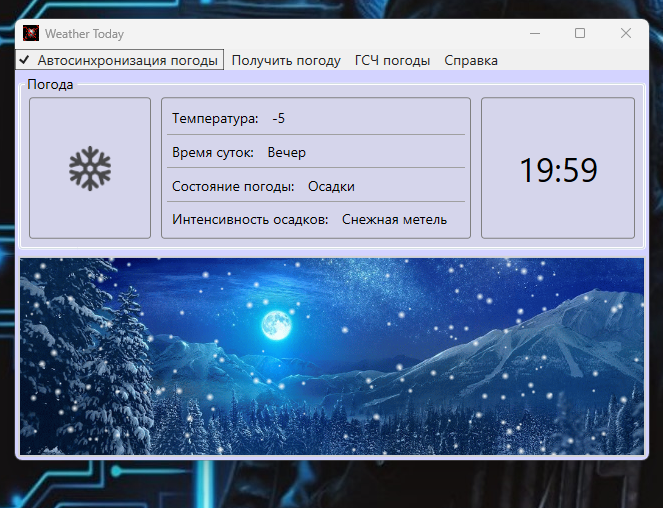 Weather Today
Автосинхронизация погоды Получить погоду ГСЧ погоды Справка
Погода
Температура: -5
Время суток: Вечер
Состояние погоды: Осадки
Интенсивность осадков: Снежная метель
19:59